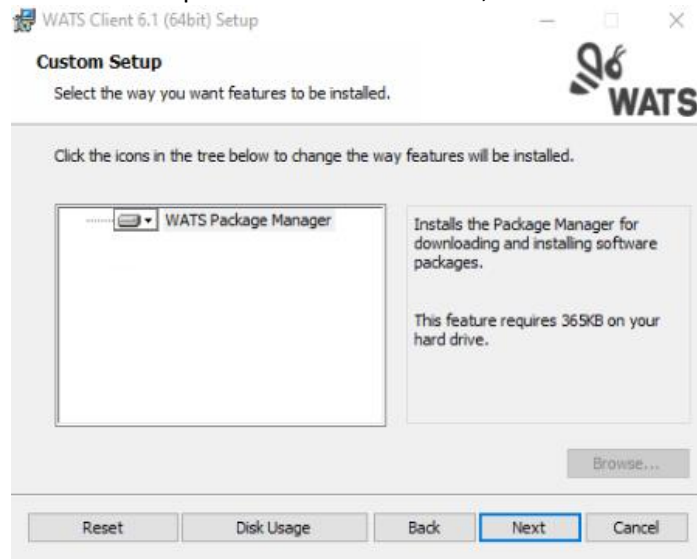 WATS Client 6.1 (64bit) Setup
Custom Setup
Select the way you want features to be installed.
WATS
Click the icons in the tree below to change the way features will be installed.
WATS Package Manager
Installs the Package Manager for
downloading and installing software
packages.
This feature requires 365KB on your
hard drive.
Browse...
Reset Disk Usage Back Next Cancel